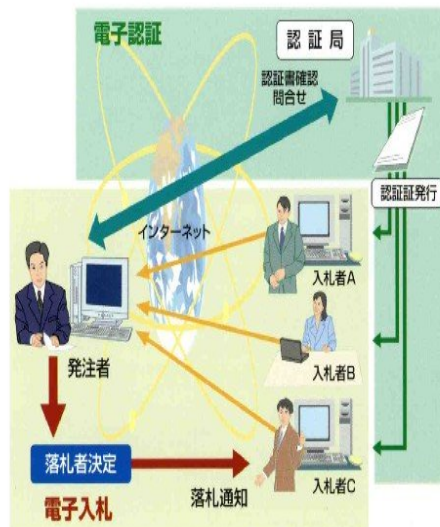 電子認証
認証局
認証書確認
問合せ
認証証発行
インターネット
入札者A
発注者
入札者B
落札者決定
電子入札
落札通知
入札者C